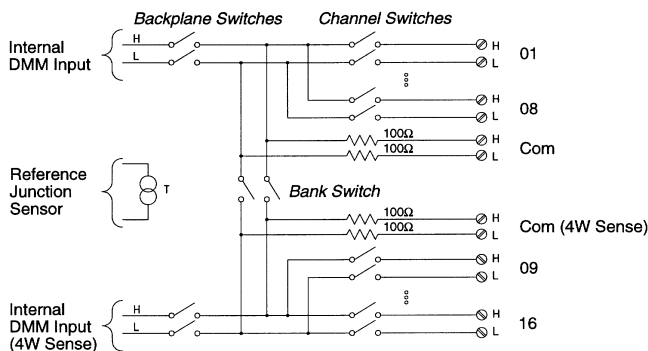 Backplane Switches
Channel Switches
Internal
DMM Input
H
L
H
L
01
H
L
08
100Ω
100Ω
H
L
Com
Reference
Junction
Sensor
T
Bank Switch
100Ω
100Ω
H
L
Com (4W Sense)
H
L
09
Internal
DMM Input
(4W Sense)
H
L
H
L
16